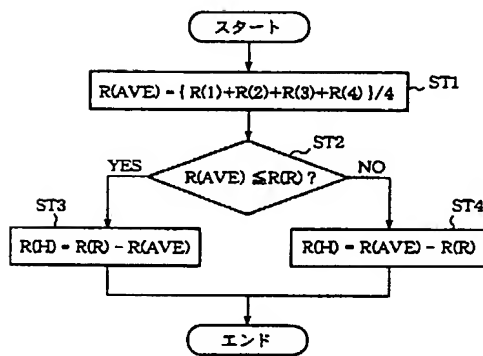 スタート
R(AVE) = { R(1)+R(2)+R(3)+R(4) }/4
ST1
ST2
R(AVE) ≦R(R) ?
YES
NO
ST3
R(H) = R(R) - R(AVE)
ST4
R(H) = R(AVE) - R(R)
エンド